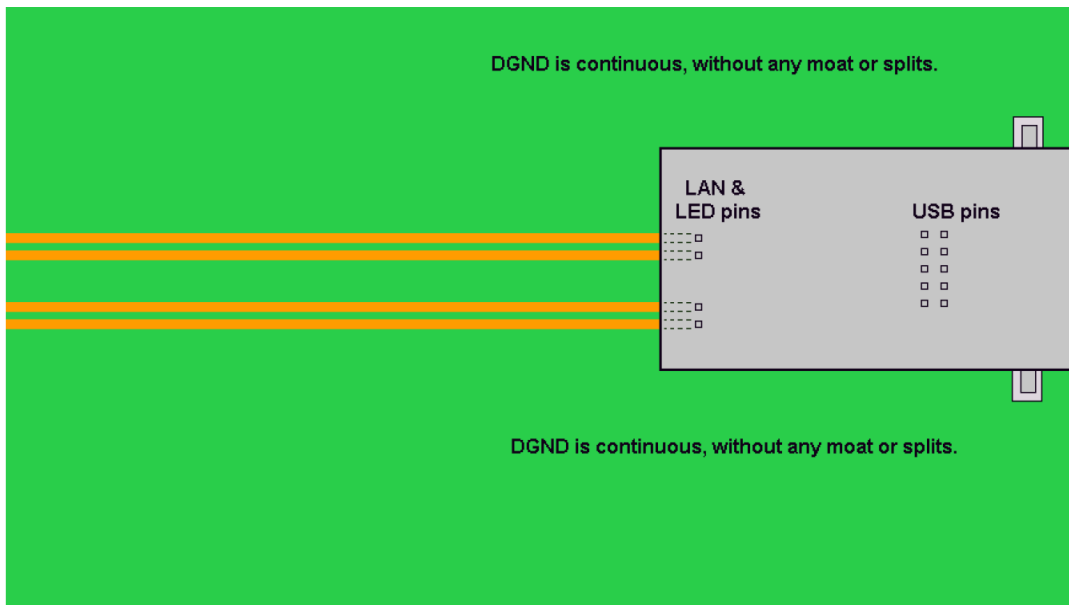 DGND is continuous, without any moat or splits.
LAN &
LED pins
USB pins
DGND is continuous, without any moat or splits.